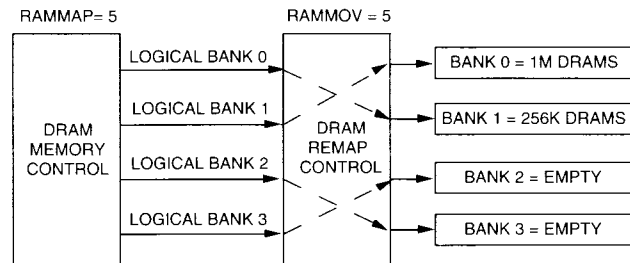 RAMMAP= 5
RAMMOV = 5
LOGICAL BANK 0
BANK 0 = 1M DRAMS
LOGICAL BANK 1
BANK 1 = 256K DRAMS
DRAM
MEMORY
CONTROL
DRAM
REMAP
CONTROL
LOGICAL BANK 2
BANK 2 = EMPTY
LOGICAL BANK 3
BANK 3 = EMPTY